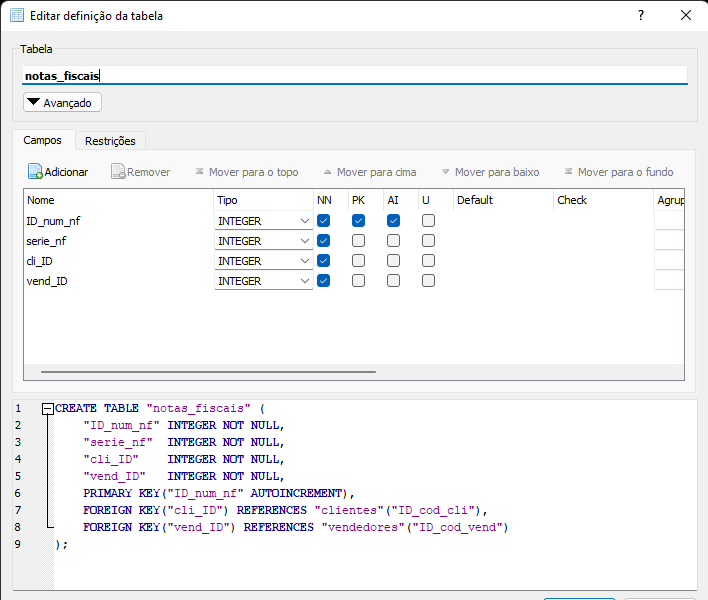 Editar definição da tabela ?
Tabela
notas_fiscais
Avançado
Campos Restrições
Adicionar Remover Mover para o topo Mover para cima Mover para baixo Mover para o fundo
Nome Tipo NN PK AI U Default Check Agrup
ID_num_nf INTEGER
serie_nf INTEGER
cli_ID INTEGER
vend_ID INTEGER
1 CREATE TABLE "notas_fiscais" (
2 "ID_num_nf" INTEGER NOT NULL,
3 "serie_nf" INTEGER NOT NULL,
4 "cli_ID" INTEGER NOT NULL,
5 "vend_ID" INTEGER NOT NULL,
6 PRIMARY KEY("ID_num_nf" AUTOINCREMENT),
7 FOREIGN KEY("cli_ID") REFERENCES "clientes"("ID_cod_cli"),
8 FOREIGN KEY("vend_ID") REFERENCES "vendedores"("ID_cod_vend")
9 );